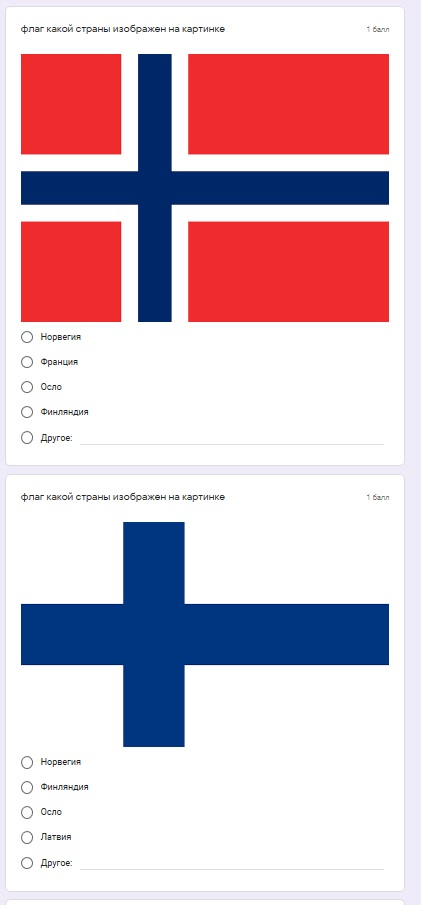 флаг какой страны изображен на картинке
1 балл
Норвегия
Франция
Осло
Финляндия
Другое:
флаг какой страны изображен на картинке
1 балл
Норвегия
Финляндия
Осло
Латвия
Другое: